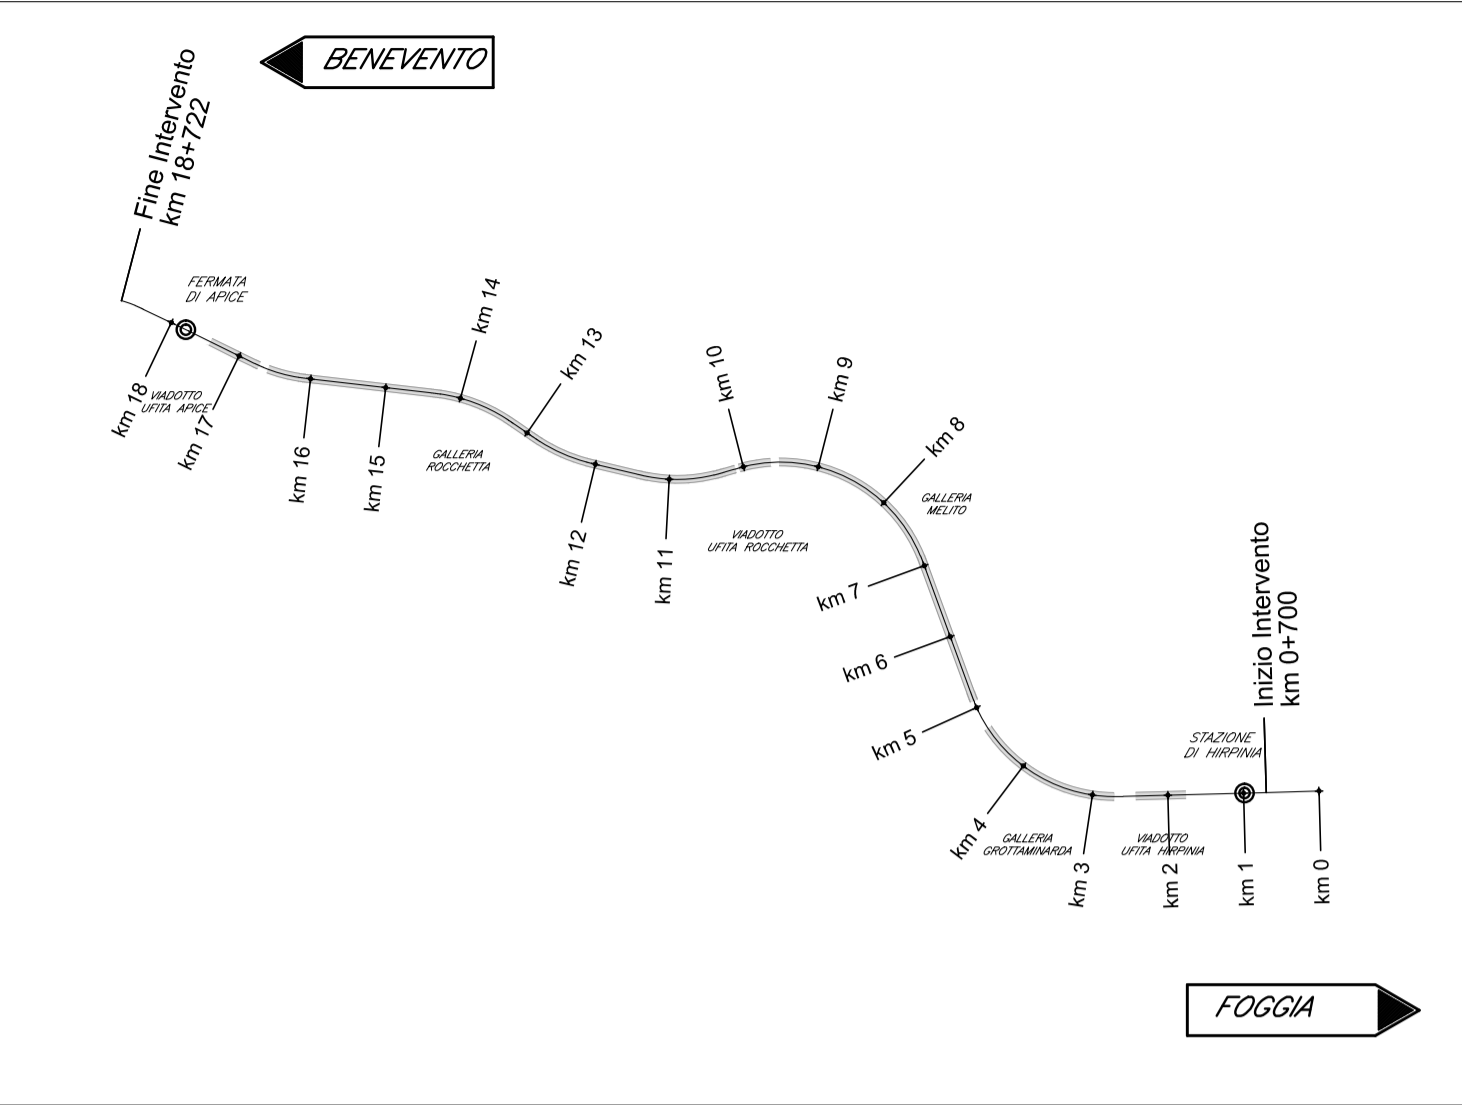 BENEVENTO
Fine Intervento
km 18+722
FERMATA
DI APICE
km 18
VIADOTTO
UFITA APICE
km 17
km 16
km 15
km 14
GALLERIA
ROCCHETTA
km 13
km 12
km 11
km 10
VIADOTTO
UFITA ROCCHETTA
km 9
km 8
GALLERIA
MELITO
km 7
km 6
km 5
km 4
GALLERIA
GROTTAMINARDA
km 3
VIADOTTO
UFITA HIRPINIA
km 2
STAZIONE
DI HIRPINIA
km 1
Inizio Intervento
km 0+700
km 0
FOGGIA